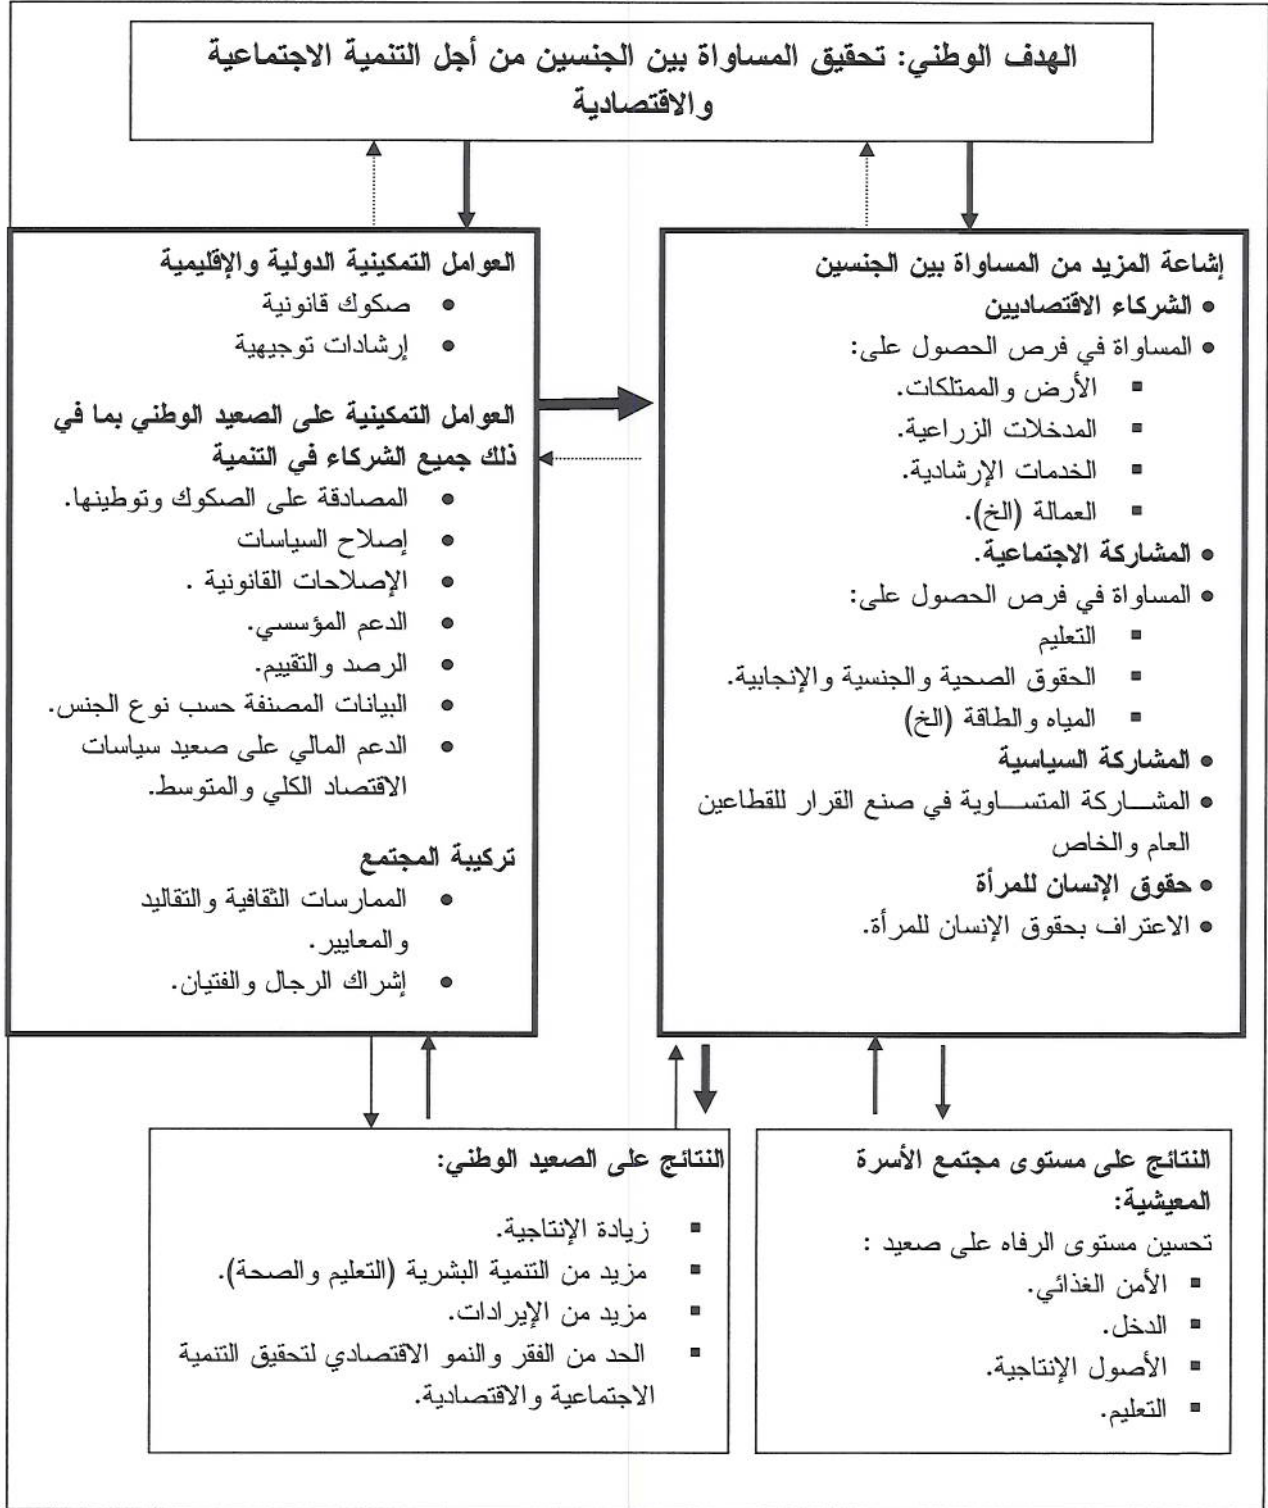 الهدف الوطني: تحقيق المساواة بين الجنسين من أجل التنمية الاجتماعية
والاقتصادية
إشاعة المزيد من المساواة بين الجنسين
• الشركاء الاقتصاديين
• المساواة في فرص الحصول على:
▪ الأرض والممتلكات.
▪ المدخلات الزراعية.
▪ الخدمات الإرشادية.
▪ العمالة (الخ).
• المشاركة الاجتماعية.
• المساواة في فرص الحصول على:
▪ التعليم
▪ الحقوق الصحية والجنسية والإنجابية.
▪ المياه والطاقة (الخ)
• المشاركة السياسية
• المشاركة المتساوية في صنع القرار للقطاعين
العام والخاص
• حقوق الإنسان للمرأة
• الاعتراف بحقوق الإنسان للمرأة.
العوامل التمكينية الدولية والإقليمية
• صكوك قانونية
• إرشادات توجيهية
العوامل التمكينية على الصعيد الوطني بما في
ذلك جميع الشركاء في التنمية
• المصادقة على الصكوك وتوطينها.
• إصلاح السياسات
• الإصلاحات القانونية .
• الدعم المؤسسي.
• الرصد والتقييم.
• البيانات المصنفة حسب نوع الجنس.
• الدعم المالي على صعيد سياسات
الاقتصاد الكلي والمتوسط.
تركيبة المجتمع
• الممارسات الثقافية والتقاليد
والمعايير.
• إشراك الرجال والفتيان.
النتائج على مستوى مجتمع الأسرة
المعيشية:
تحسين مستوى الرفاه على صعيد :
▪ الأمن الغذائي.
▪ الدخل.
▪ الأصول الإنتاجية.
▪ التعليم.
النتائج على الصعيد الوطني:
▪ زيادة الإنتاجية.
▪ مزيد من التنمية البشرية (التعليم والصحة).
▪ مزيد من الإيرادات.
▪ الحد من الفقر والنمو الاقتصادي لتحقيق التنمية
الاجتماعية والاقتصادية.